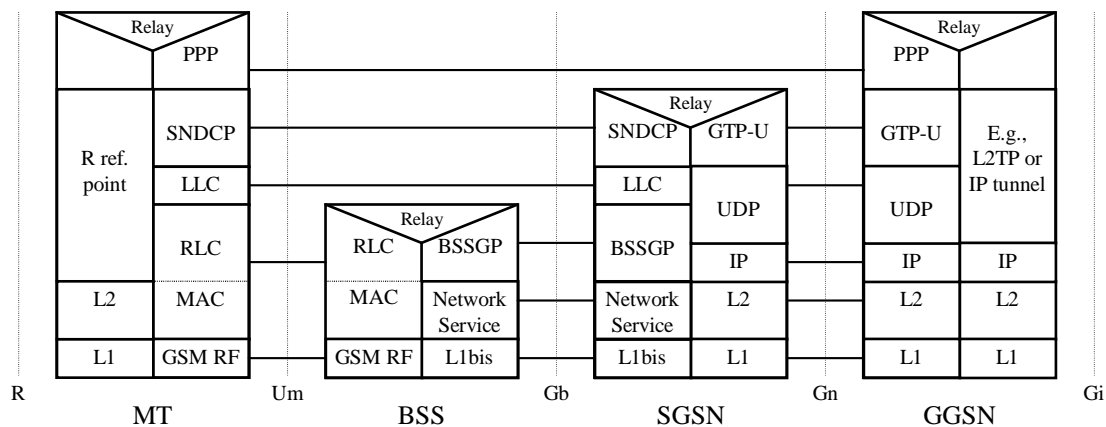 Relay
PPP
R ref.
point
SNDCP
LLC
RLC
L2
MAC
L1
GSM RF
Relay
RLC
BSSGP
MAC
Network
Service
GSM RF
L1bis
Relay
SNDCP
GTP-U
LLC
UDP
BSSGP
IP
Network
Service
L2
L1bis
L1
Relay
PPP
GTP-U
E.g.,
L2TP or
IP tunnel
UDP
IP
IP
L2
L2
L1
L1
R
Um
Gb
Gn
Gi
MT
BSS
SGSN
GGSN